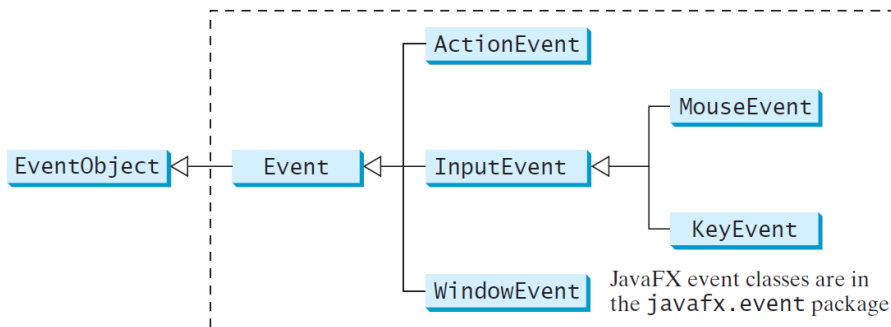 ActionEvent
MouseEvent
EventObject
Event
InputEvent
KeyEvent
WindowEvent
JavaFX event classes are in
the javafx.event package